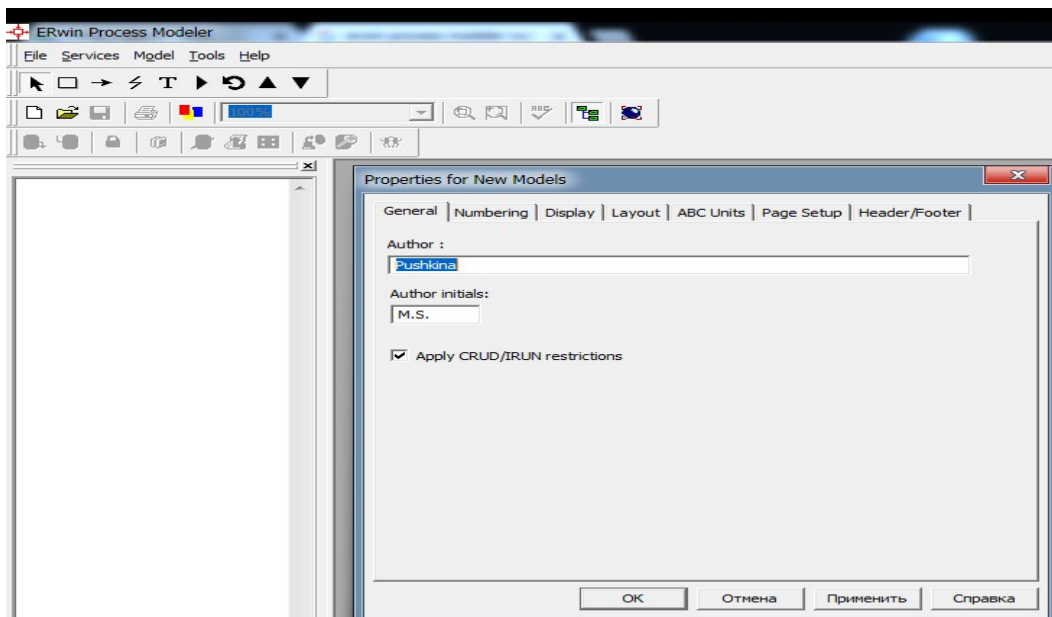 ERwin Process Modeler
File Services Model Tools Help
T
100%
ABC
Properties for New Models
General Numbering Display Layout ABC Units Page Setup Header/Footer
Author :
Pushkina
Author initials:
M.S.
Apply CRUD/IRUN restrictions
OK Отмена Применить Справка